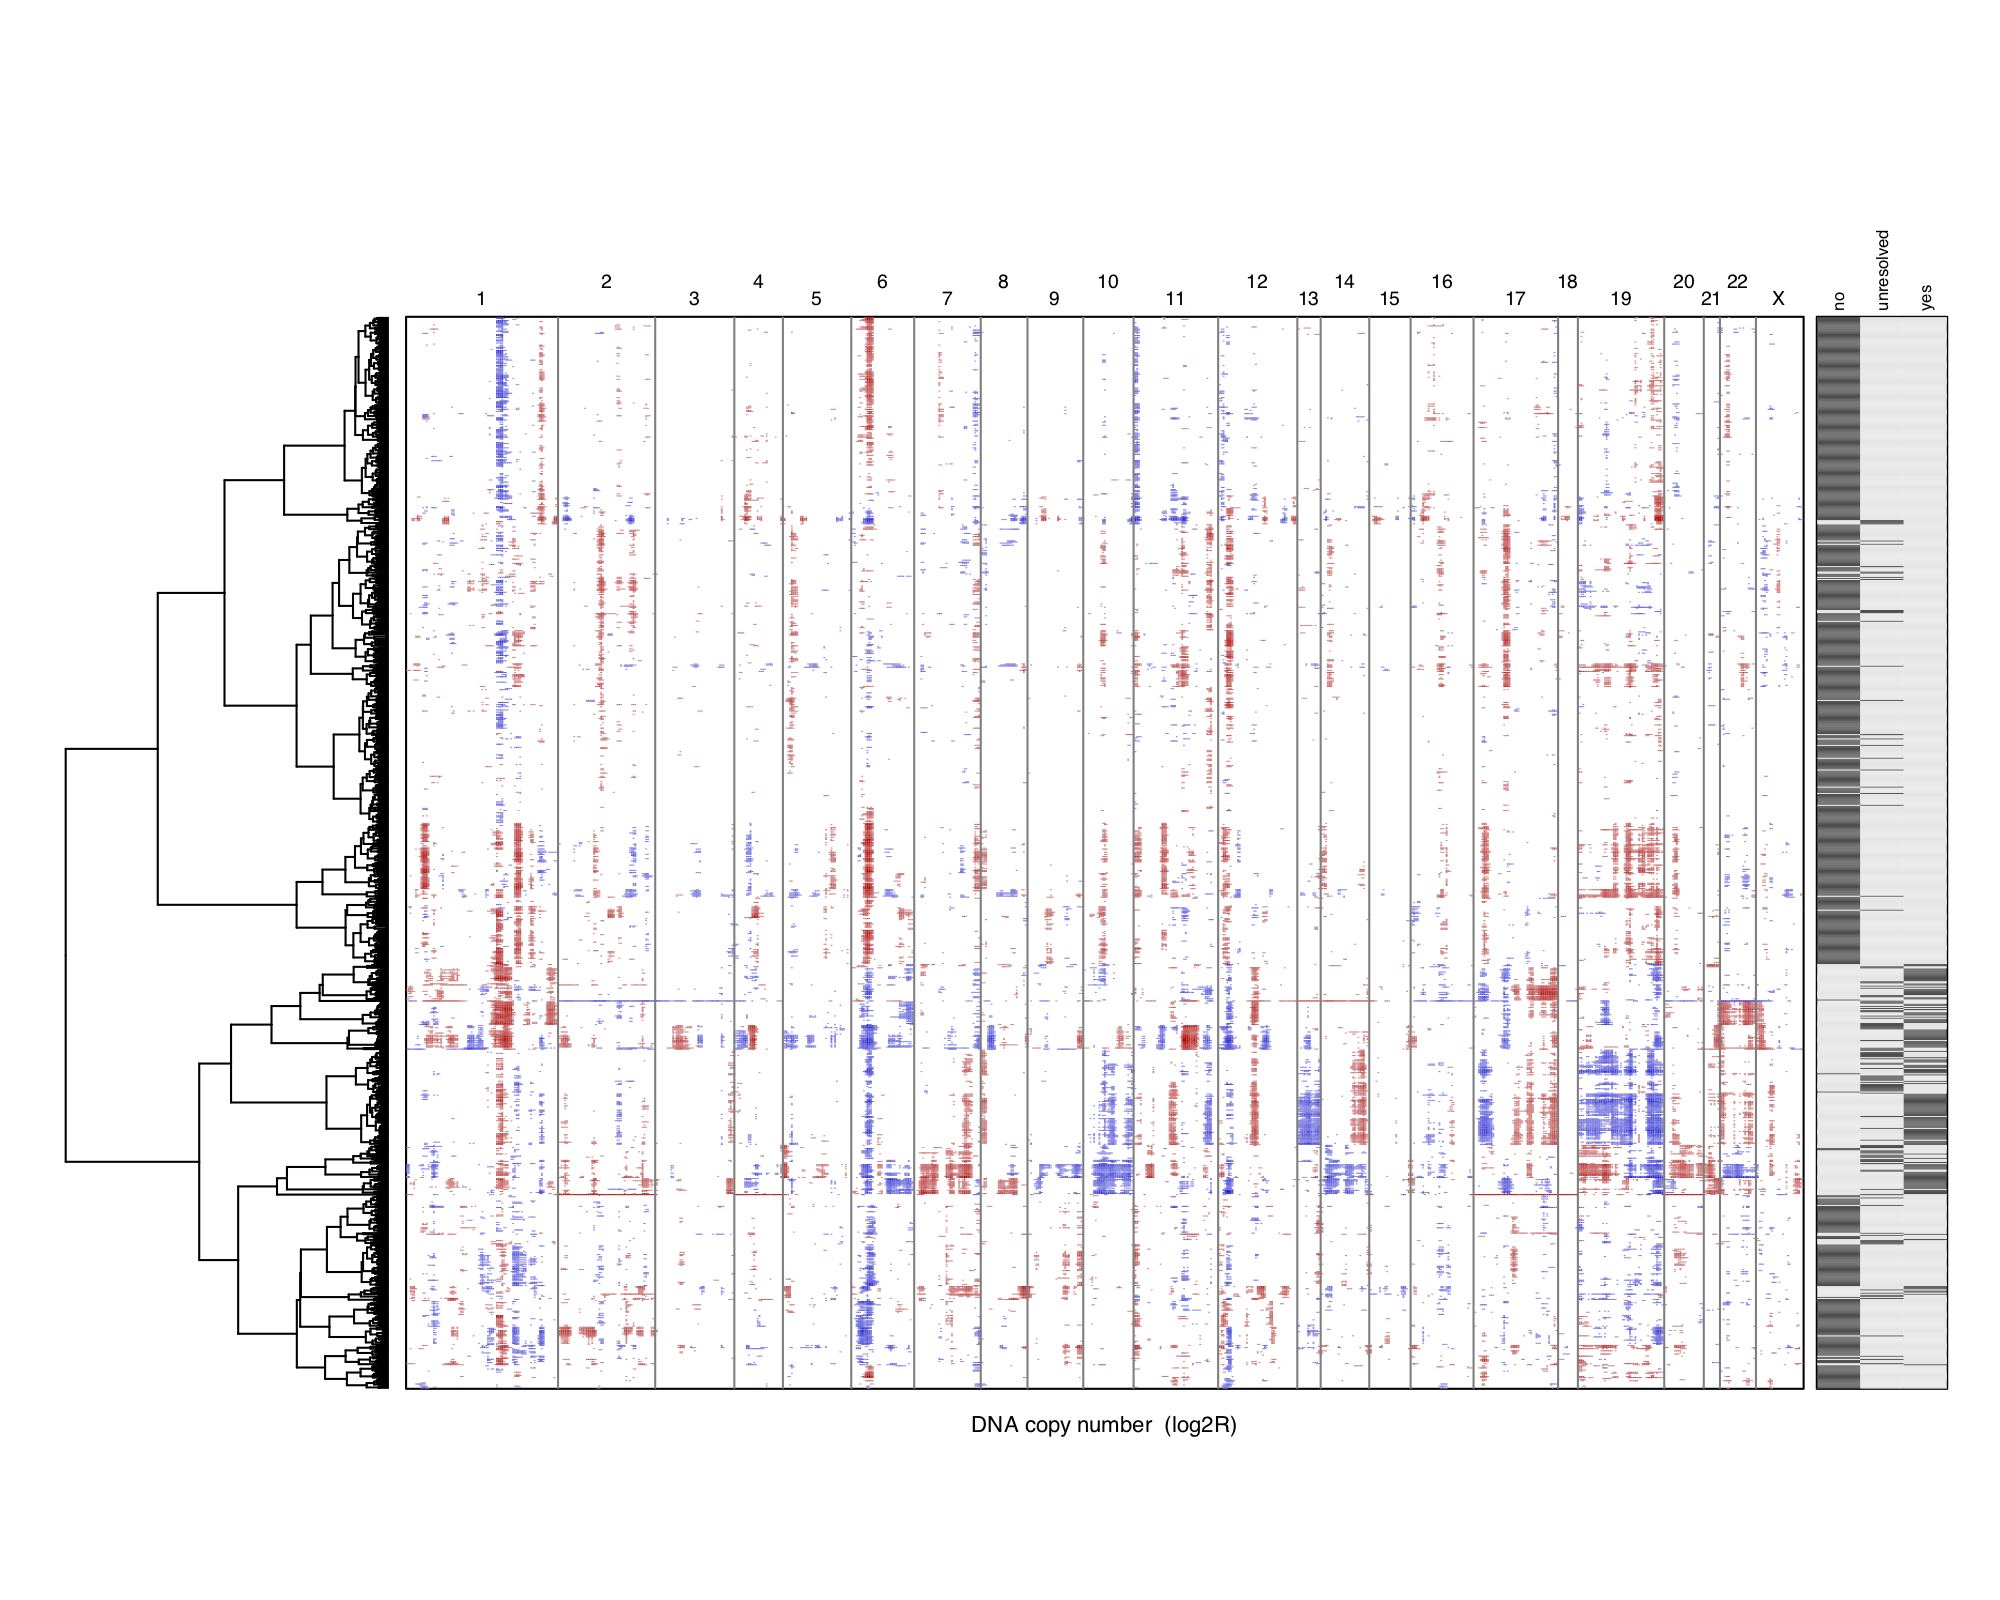 no
unresolved
yes
2 4 6 8 10 12 14 16 18 20 22
1 3 5 7 9 11 13 15 17 19 21 X
DNA copy number (log2R)